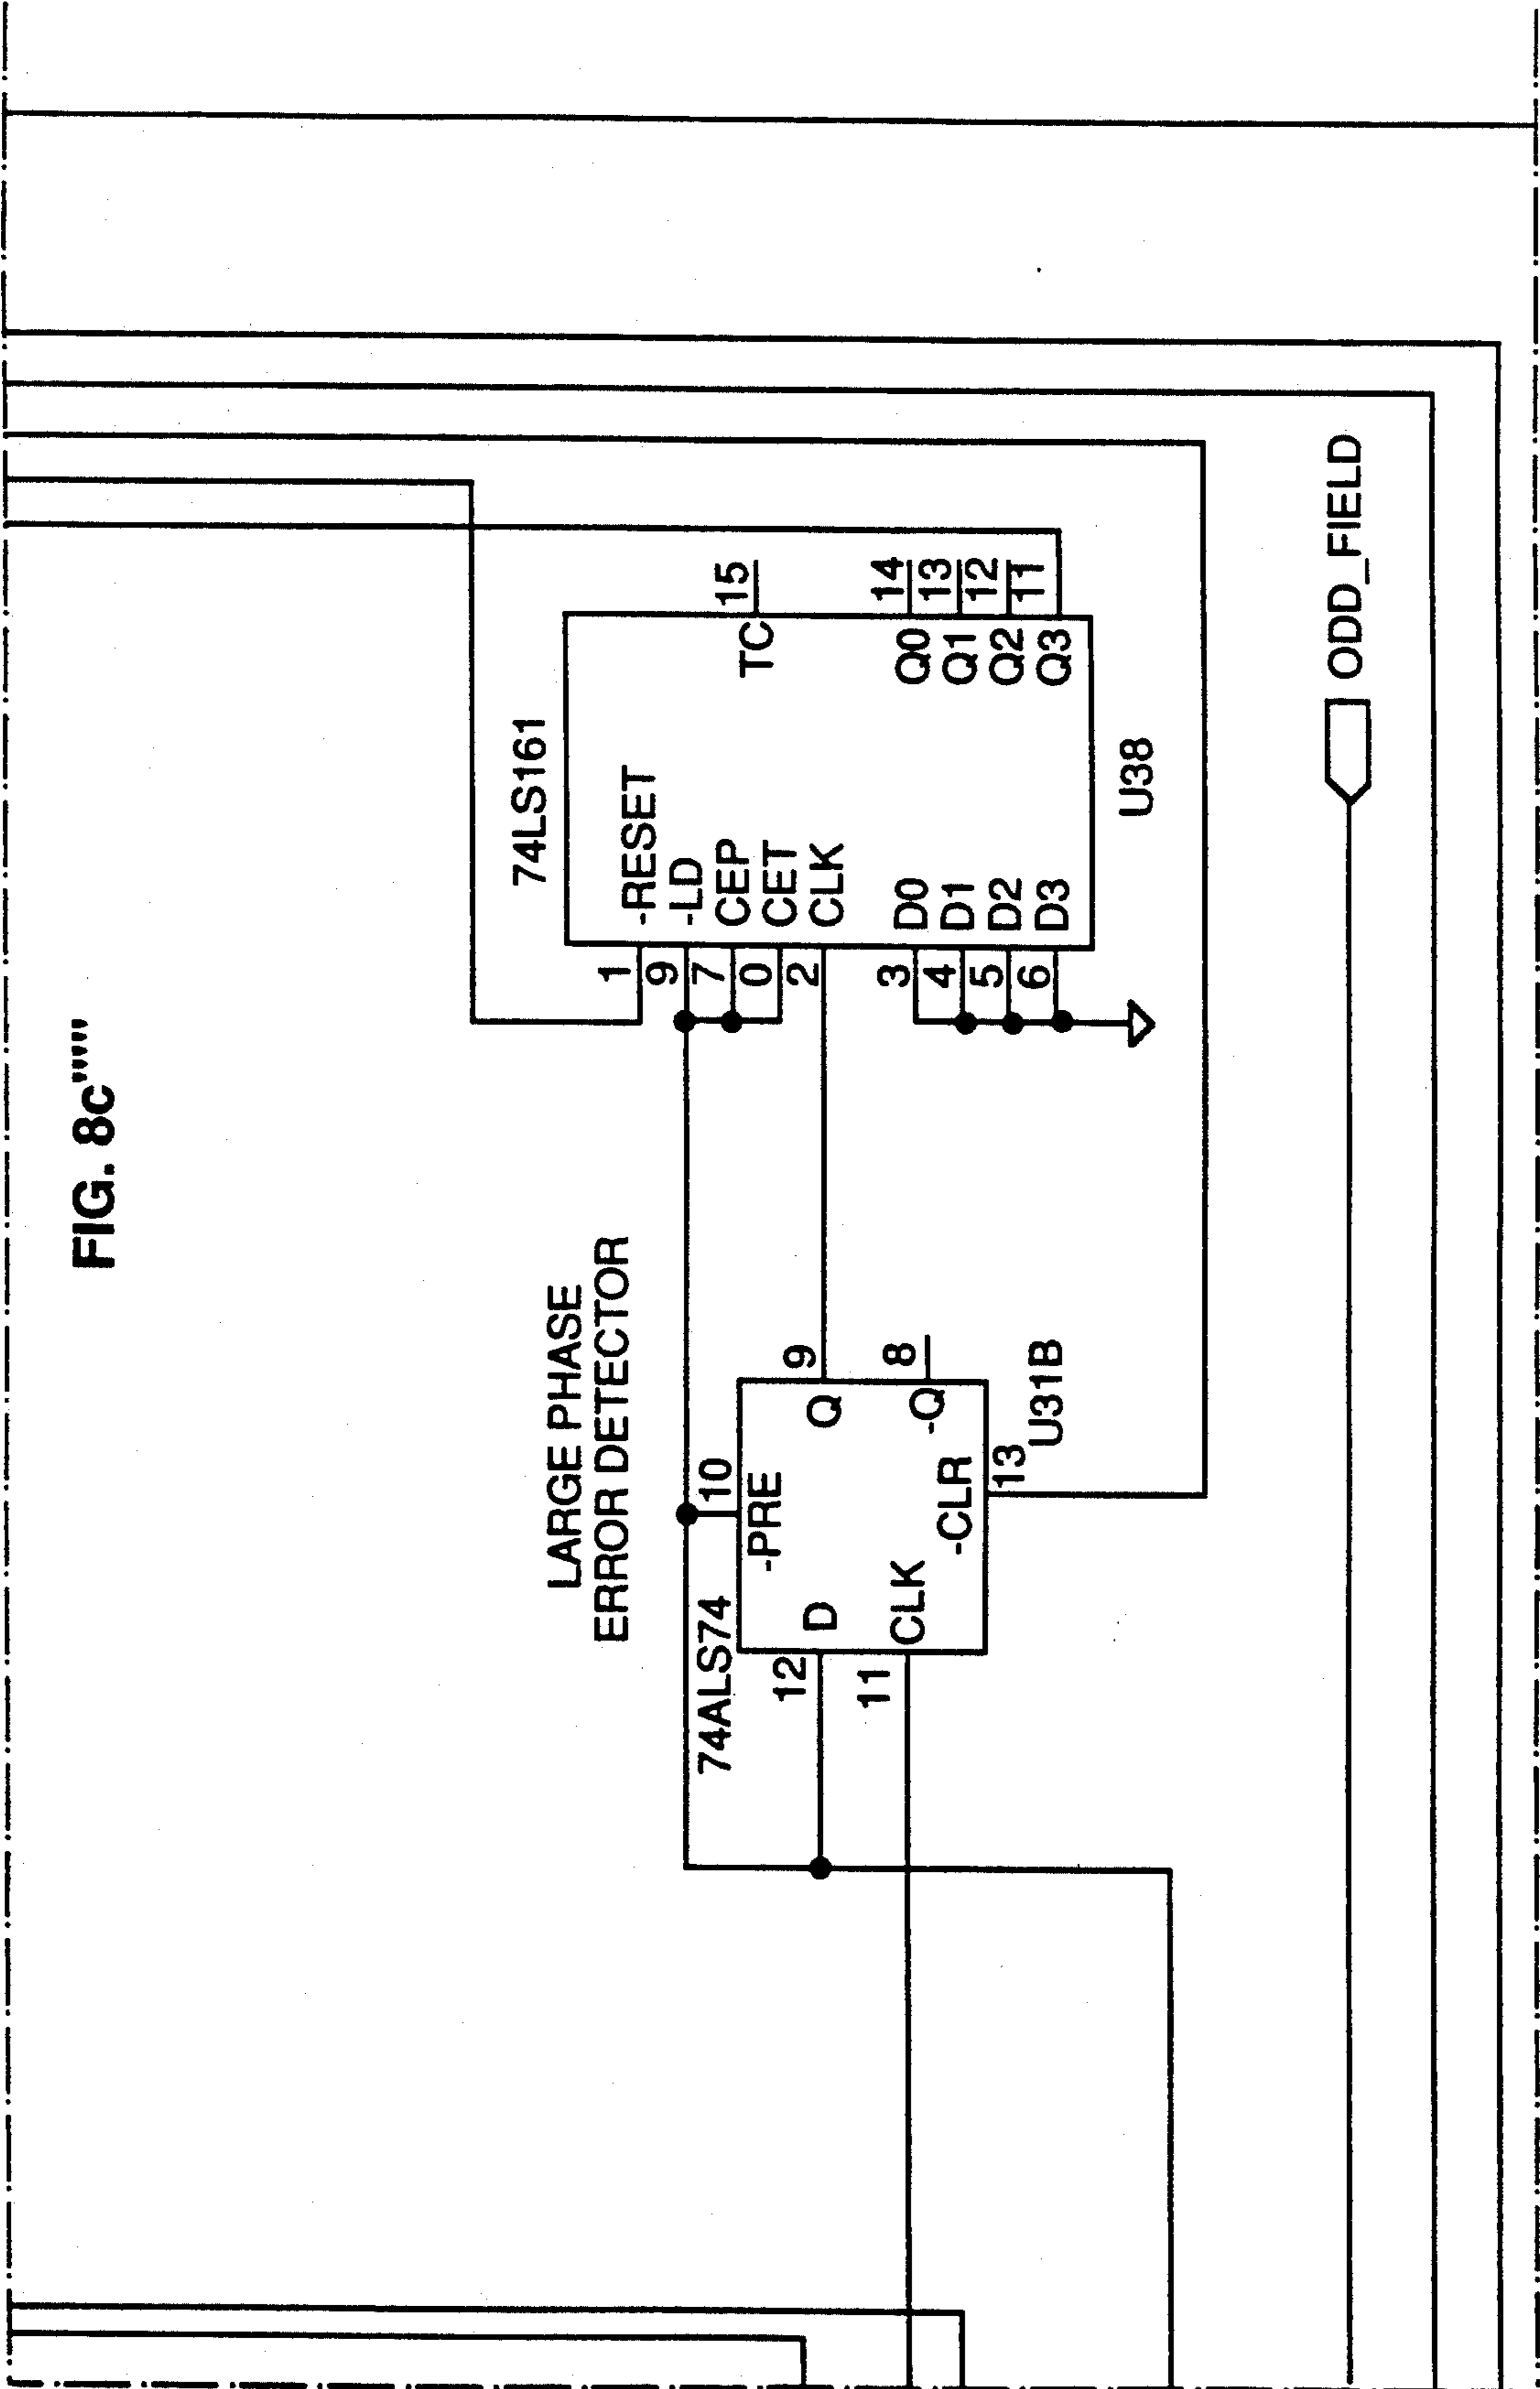 FIG. 8c'''''
LARGE PHASE
ERROR DETECTOR
74ALS74
10
-PRE
12
D
Q
9
11
CLK
-Q
8
-CLR
13
U31B
74LS161
1
-RESET
9
-LD
7
CEP
TC
15
0
CET
2
CLK
3
D0
Q0
14
4
D1
Q1
13
5
D2
Q2
12
6
D3
Q3
11
U38
ODD_FIELD